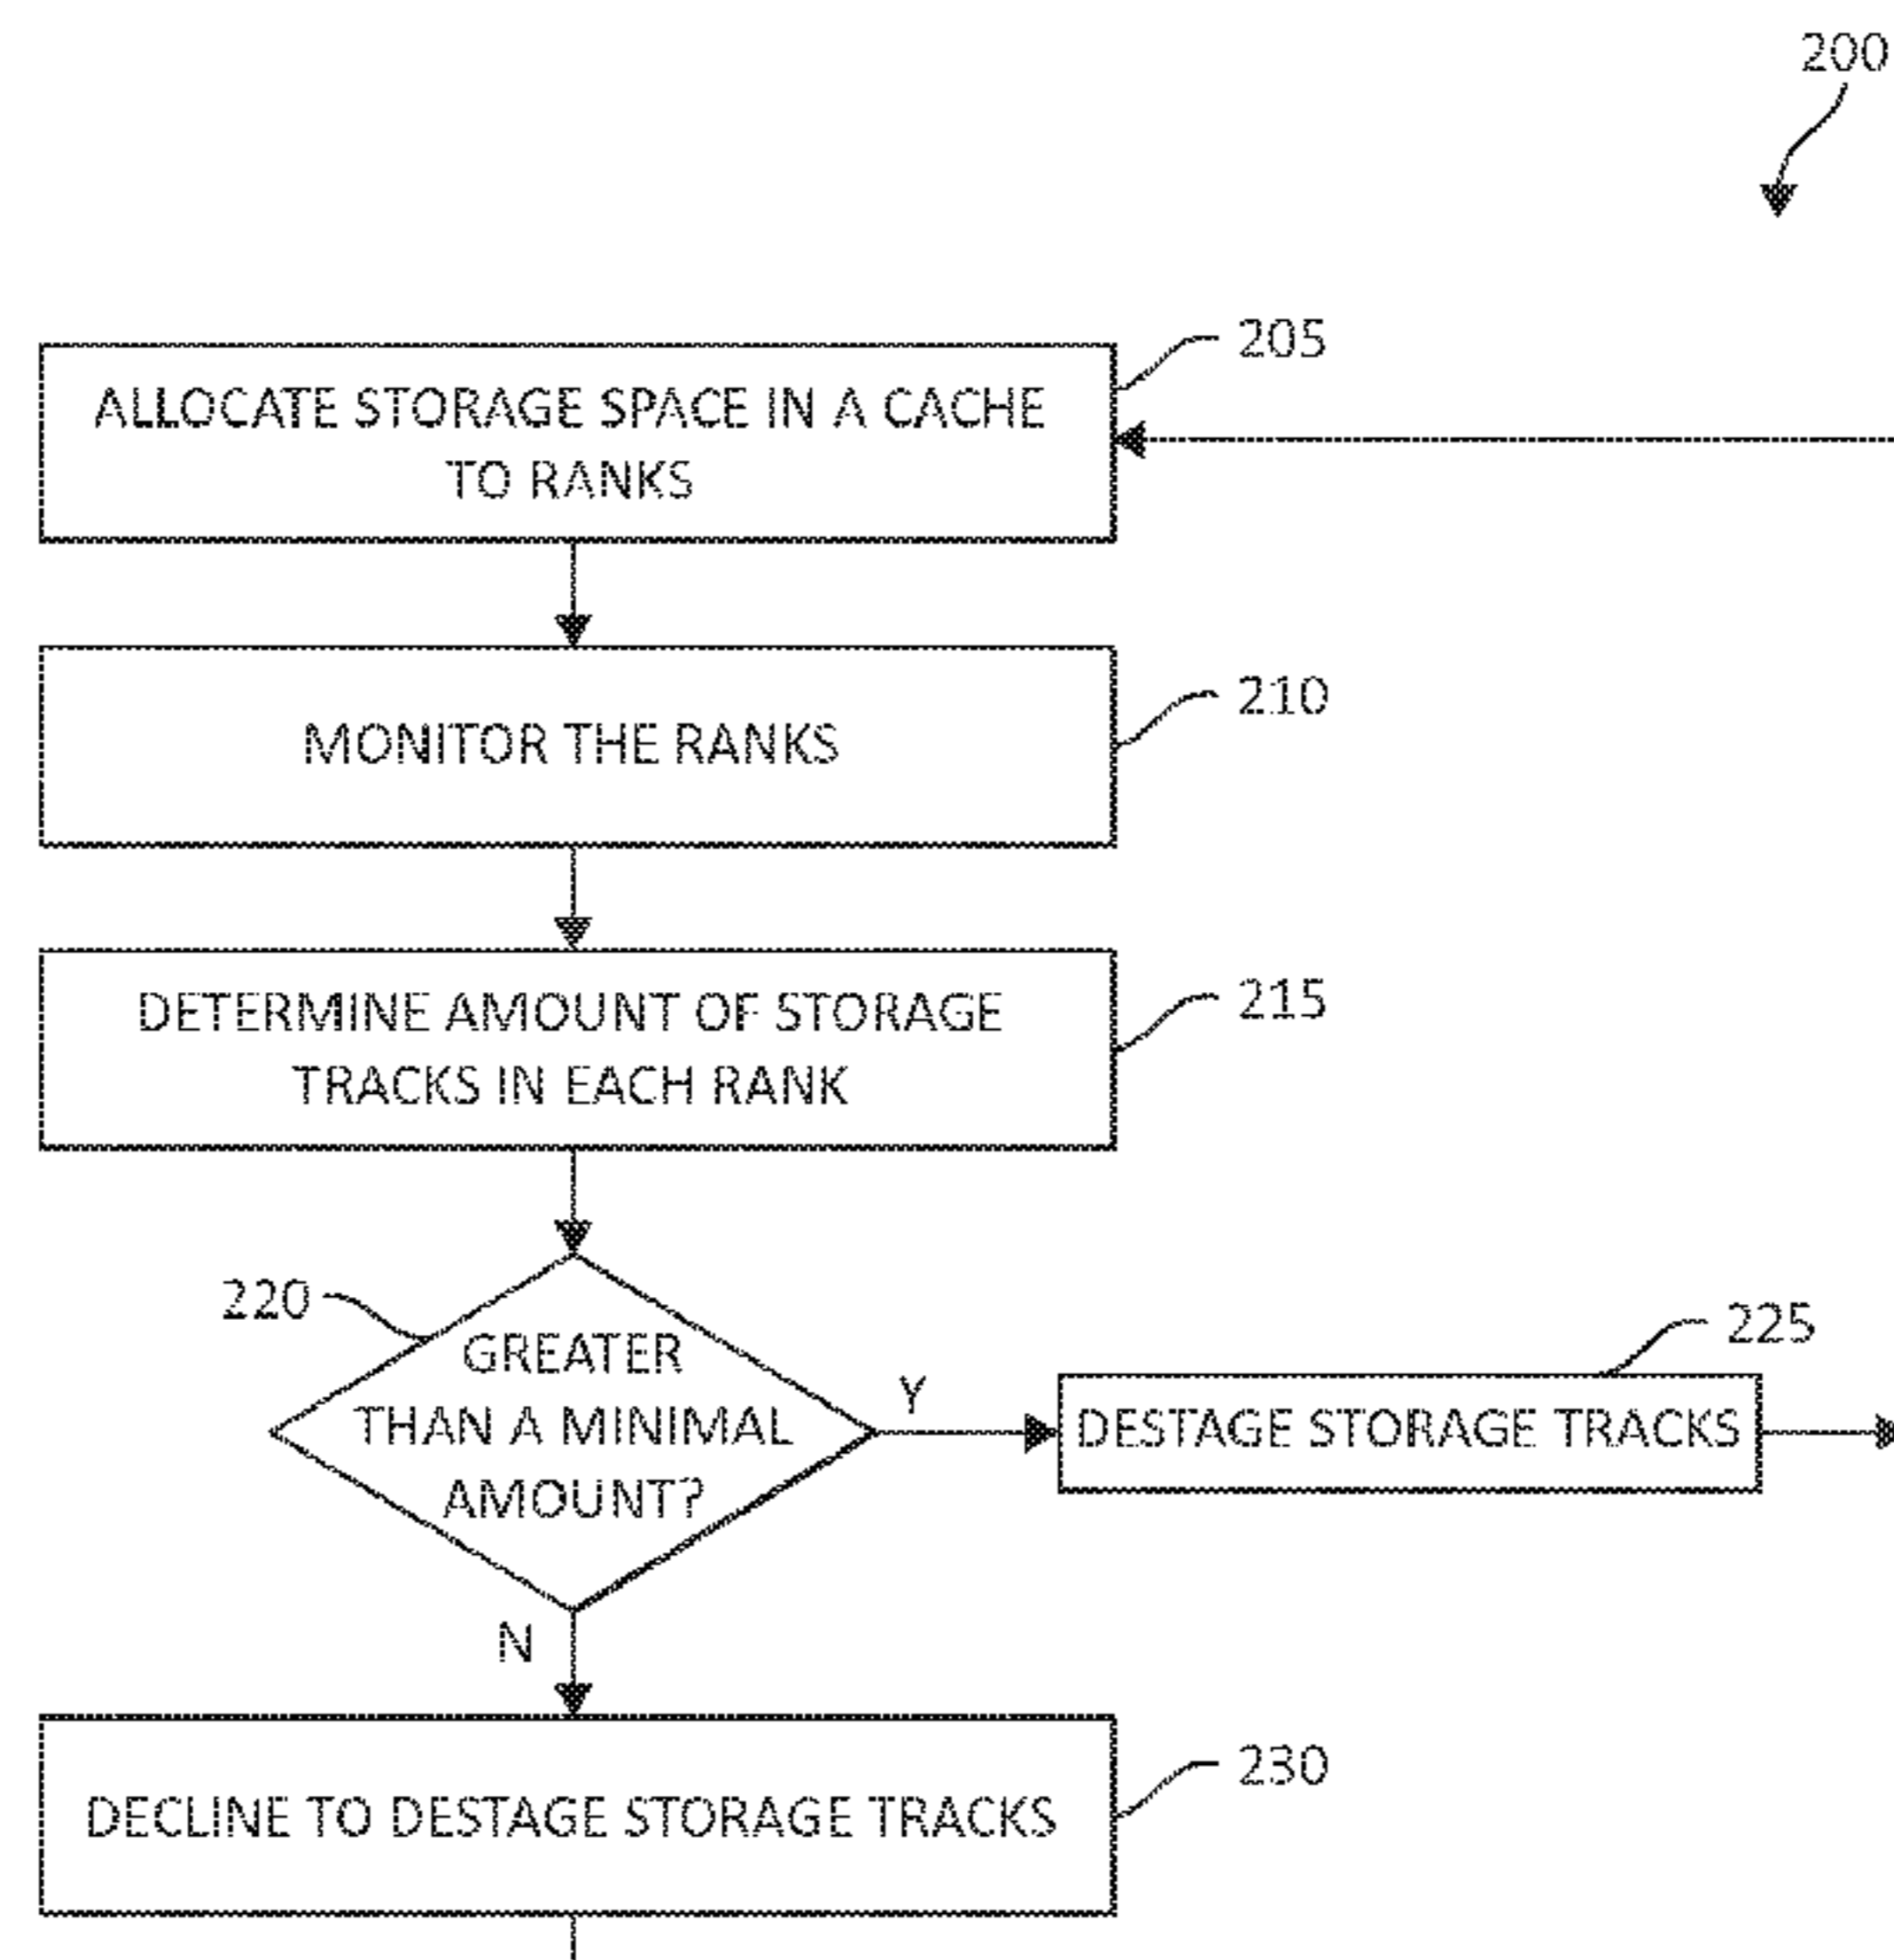 200
205
ALLOCATE STORAGE SPACE IN A CACHE
TO RANKS
210
MONITOR THE RANKS
215
DETERMINE AMOUNT OF STORAGE
TRACKS IN EACH RANK
220
GREATER
THAN A MINIMAL
AMOUNT?
Y
225
DESTAGE STORAGE TRACKS
N
230
DECLINE TO DESTAGE STORAGE TRACKS